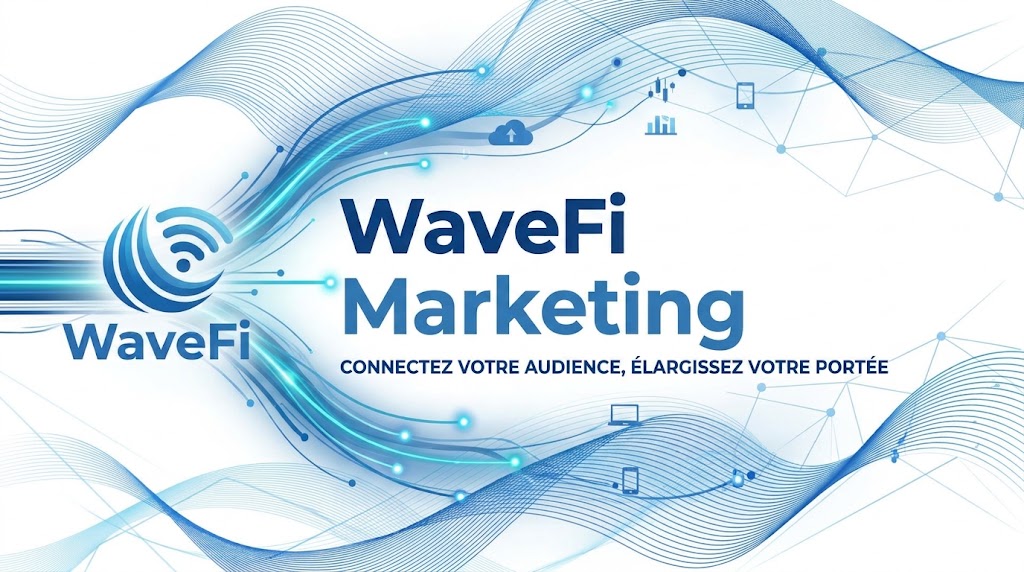 WaveFi
WaveFi
Marketing
CONNECTEZ VOTRE AUDIENCE, ÉLARGISSEZ VOTRE PORTÉE